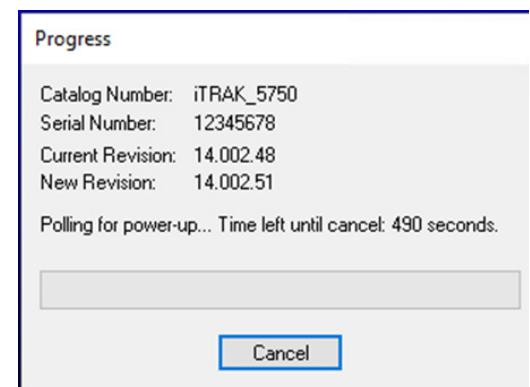 Progress
Catalog Number: iTRAK_5750
Serial Number: 12345678
Current Revision: 14.002.48
New Revision: 14.002.51
Polling for power-up... Time left until cancel: 490 seconds.
Cancel